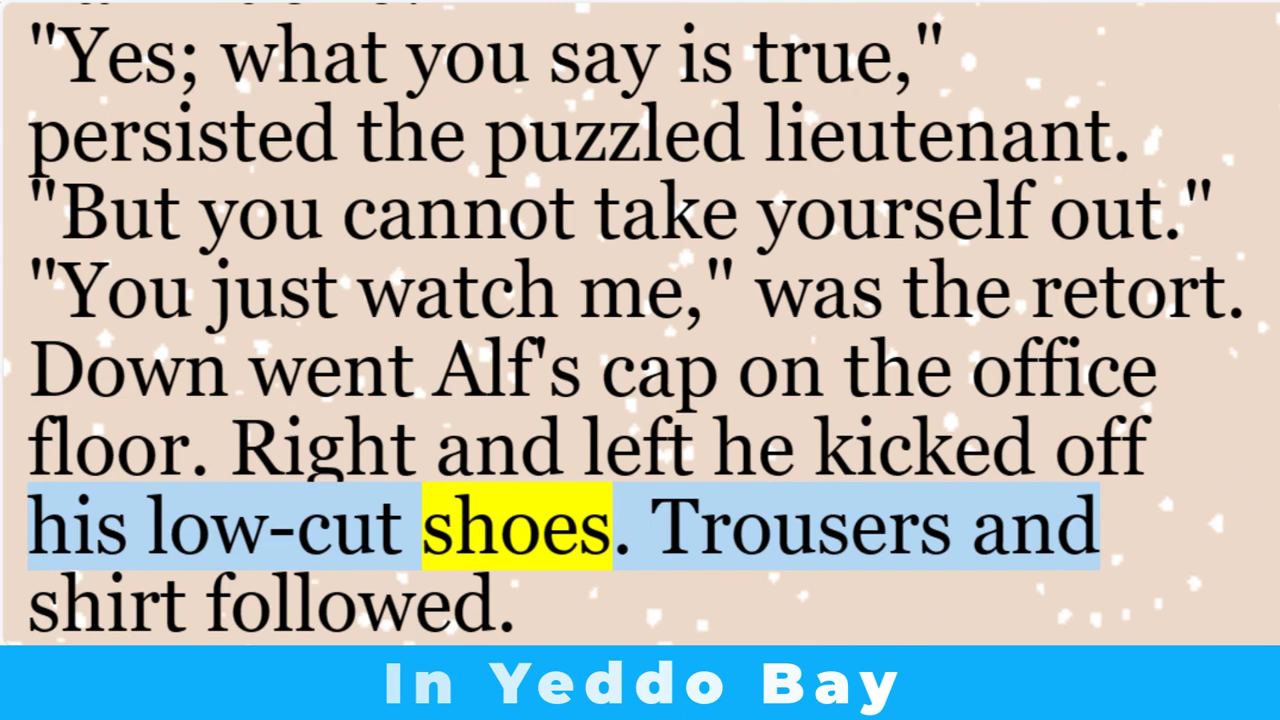 "Yes; what you say is true,"
persisted the puzzled lieutenant.
"But you cannot take yourself out."
"You just watch me," was the retort.
Down went Alf's cap on the office
floor. Right and left he kicked off
his low-cut shoes. Trousers and
shirt followed.
In Yeddo Bay